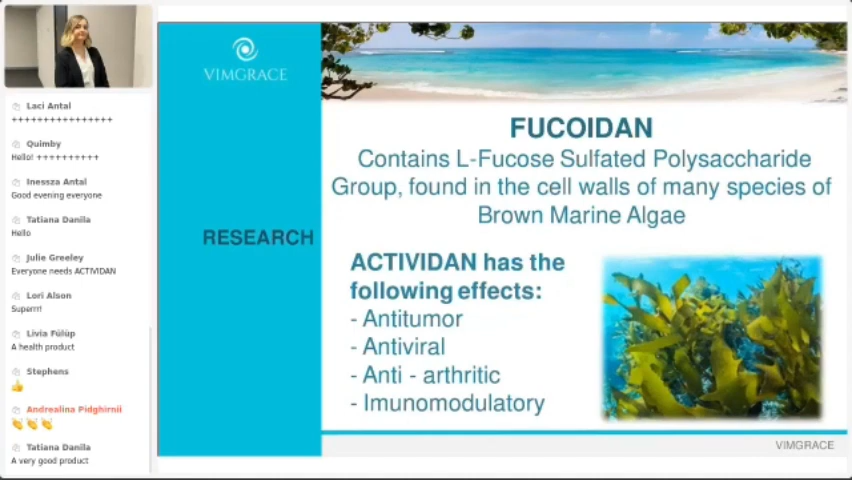 Laci Antal
++++++++++++++++
Quimby
Hello! ++++++++++
Inessza Antal
Good evening everyone
Tatiana Danila
Hello
Julie Greeley
Everyone needs ACTIVIDAN
Lori Alson
Superrr!
Livia Fülüp
A health product
Stephens
👍
Andrealina Pidghirnii
👏👏👏
Tatiana Danila
A very good product
VIMGRACE
RESEARCH
FUCOIDAN
Contains L-Fucose Sulfated Polysaccharide
Group, found in the cell walls of many species of
Brown Marine Algae
ACTIVIDAN has the
following effects:
- Antitumor
- Antiviral
- Anti - arthritic
- Imunomodulatory
VIMGRACE